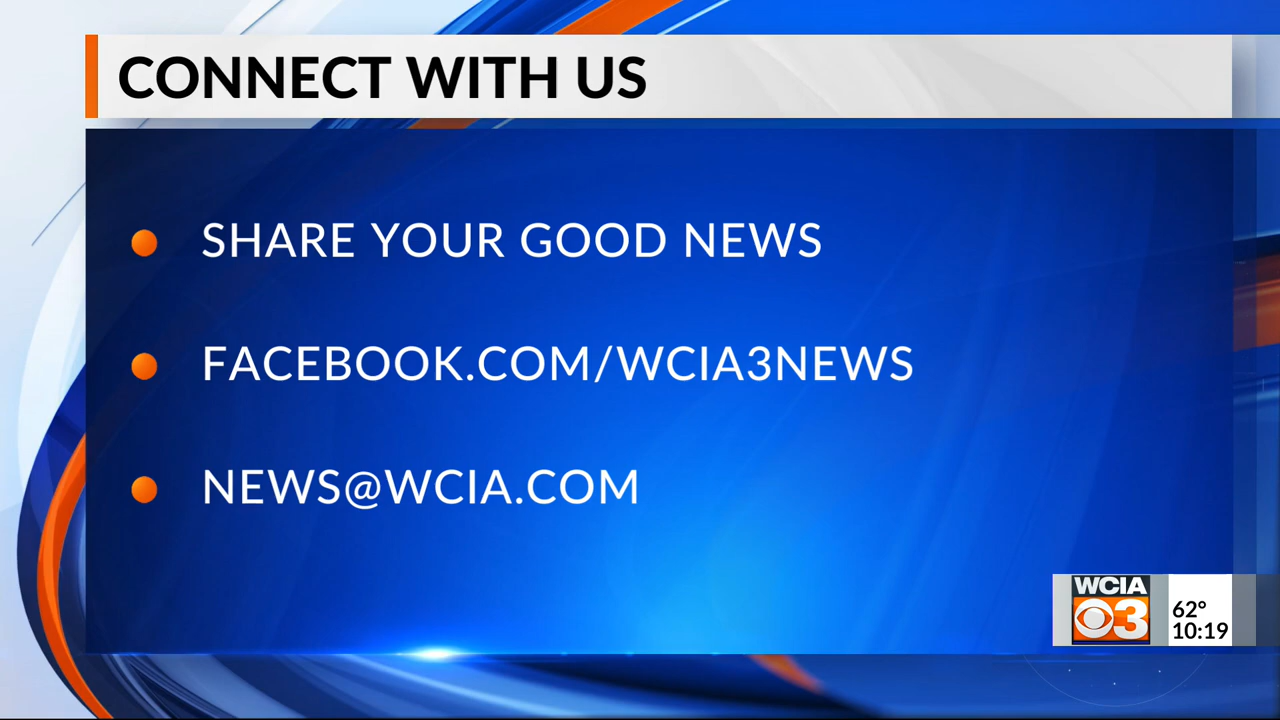 CONNECT WITH US
SHARE YOUR GOOD NEWS
FACEBOOK.COM/WCIA3NEWS
NEWS@WCIA.COM
WCIA
3
62°
10:19